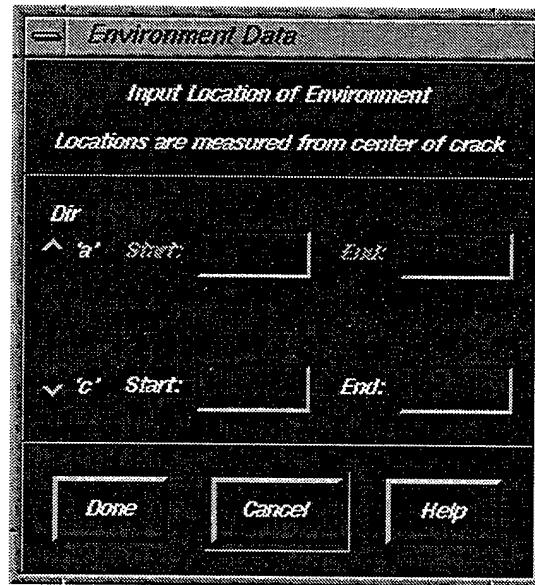 Environment Data
Input Location of Environment
Locations are measured from center of crack
Dir
'a' Start: End:
'c' Start: End:
Done Cancel Help